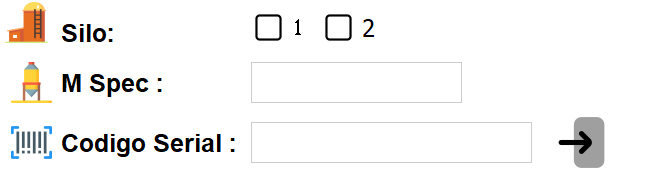 Silo: 1 2
M Spec :
Codigo Serial :